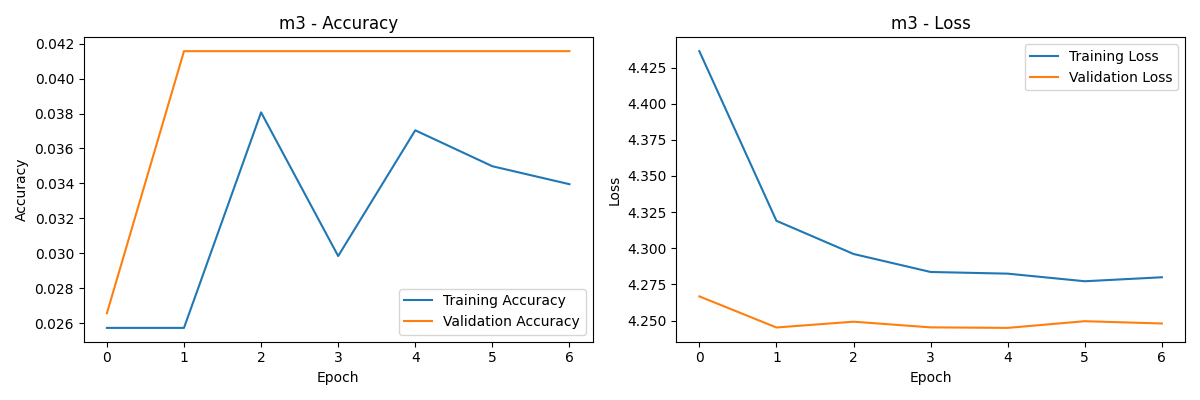 m3 - Accuracy
0.042
0.040
0.038
0.036
0.034
0.032
0.030
0.028
0.026
Accuracy
0 1 2 3 4 5 6
Epoch
Training Accuracy
Validation Accuracy
m3 - Loss
4.425
4.400
4.375
4.350
4.325
4.300
4.275
4.250
Loss
0 1 2 3 4 5 6
Epoch
Training Loss
Validation Loss